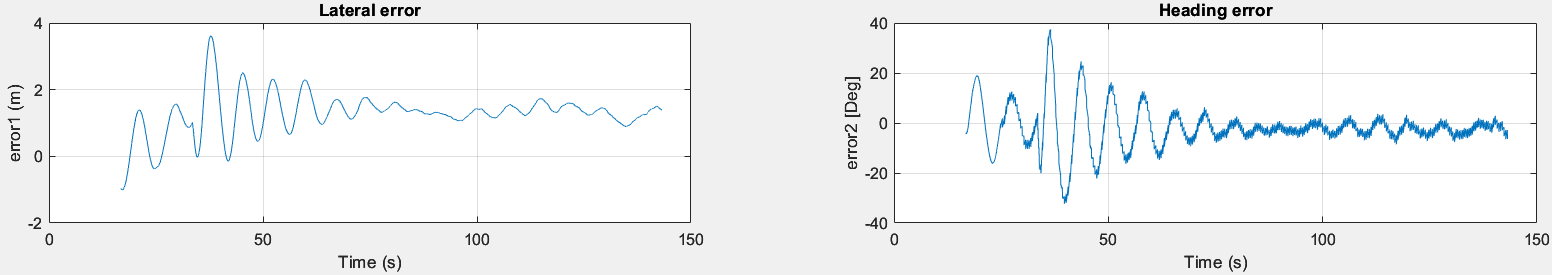 Lateral error
4
2
0
-2
error1 (m)
0
50
100
150
Time (s)
Heading error
40
20
0
-20
-40
error2 [Deg]
0
50
100
150
Time (s)